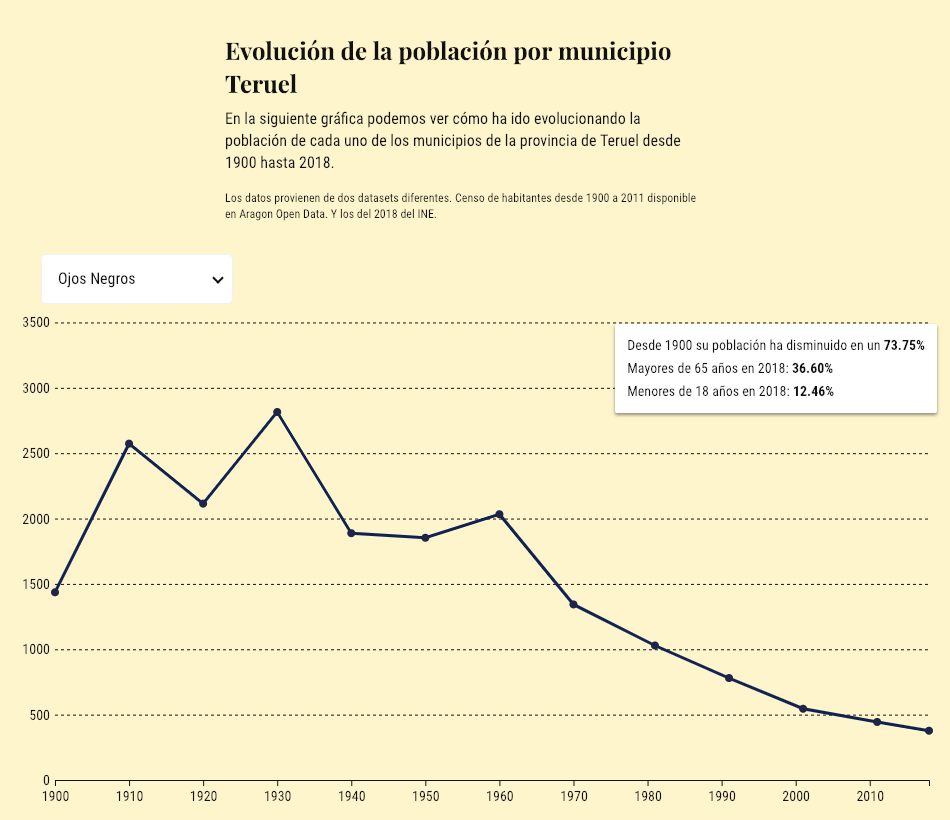 Evolución de la población por municipio
Teruel
En la siguiente gráfica podemos ver cómo ha ido evolucionando la
población de cada uno de los municipios de la provincia de Teruel desde
1900 hasta 2018.
Los datos provienen de dos datasets diferentes. Censo de habitantes desde 1900 a 2011 disponible
en Aragon Open Data. Y los del 2018 del INE.
Ojos Negros
3500
Desde 1900 su población ha disminuido en un 73.75%
Mayores de 65 años en 2018: 36.60%
Menores de 18 años en 2018: 12.46%
3000
2500
2000
1500
1000
500
0
1900 1910 1920 1930 1940 1950 1960 1970 1980 1990 2000 2010